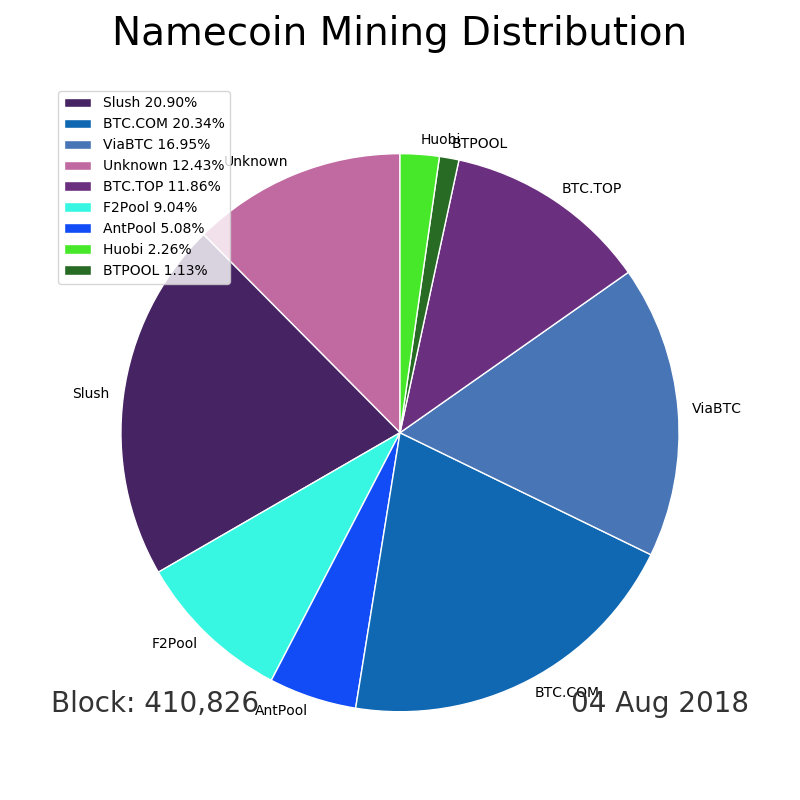 Namecoin Mining Distribution
Slush 20.90%
BTC.COM 20.34%
ViaBTC 16.95%
Unknown 12.43%
BTC.TOP 11.86%
F2Pool 9.04%
AntPool 5.08%
Huobi 2.26%
BTPOOL 1.13%
Huobi
BTPOOL
Unknown
BTC.TOP
Slush
ViaBTC
F2Pool
BTC.COM
AntPool
Block: 410,826
04 Aug 2018